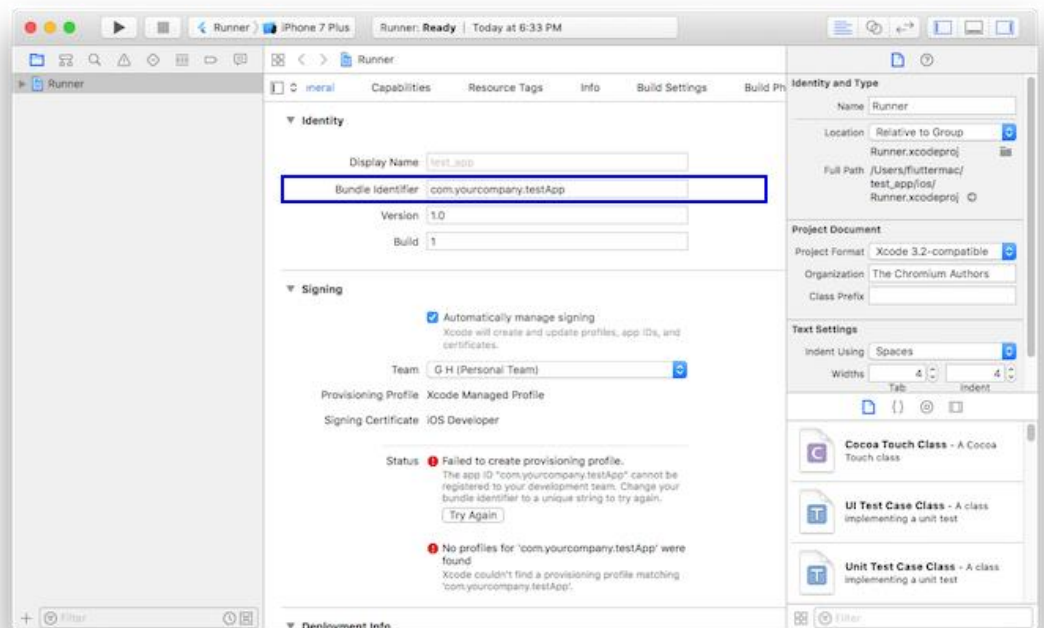 Runner
iPhone 7 Plus
Runner: Ready | Today at 6:33 PM
Runner
Runner
General
Capabilities
Resource Tags
Info
Build Settings
Build Ph
Identity
Display Name test_app
Bundle Identifier com.yourcompany.testApp
Version 1.0
Build 1
Signing
Automatically manage signing
Xcode will create and update profiles, app IDs, and
certificates.
Team G H (Personal Team)
Provisioning Profile Xcode Managed Profile
Signing Certificate iOS Developer
Status Failed to create provisioning profile.
The app ID "com.yourcompany.testApp" cannot be
registered to your development team. Change your
bundle identifier to a unique string to try again.
Try Again
No profiles for 'com.yourcompany.testApp' were
found
Xcode couldn't find a provisioning profile matching
'com.yourcompany.testApp'.
Deployment Info
Identity and Type
Name Runner
Location Relative to Group
Runner.xcodeproj
Full Path /Users/fluttermac/
test_app/ios/
Runner.xcodeproj
Project Document
Project Format Xcode 3.2-compatible
Organization The Chromium Authors
Class Prefix
Text Settings
Indent Using Spaces
Widths 4 4
Tab Indent
{}
C Cocoa Touch Class - A Cocoa
Touch class
T UI Test Case Class - A class
implementing a unit test
T Unit Test Case Class - A class
implementing a unit test
Filter
Filter